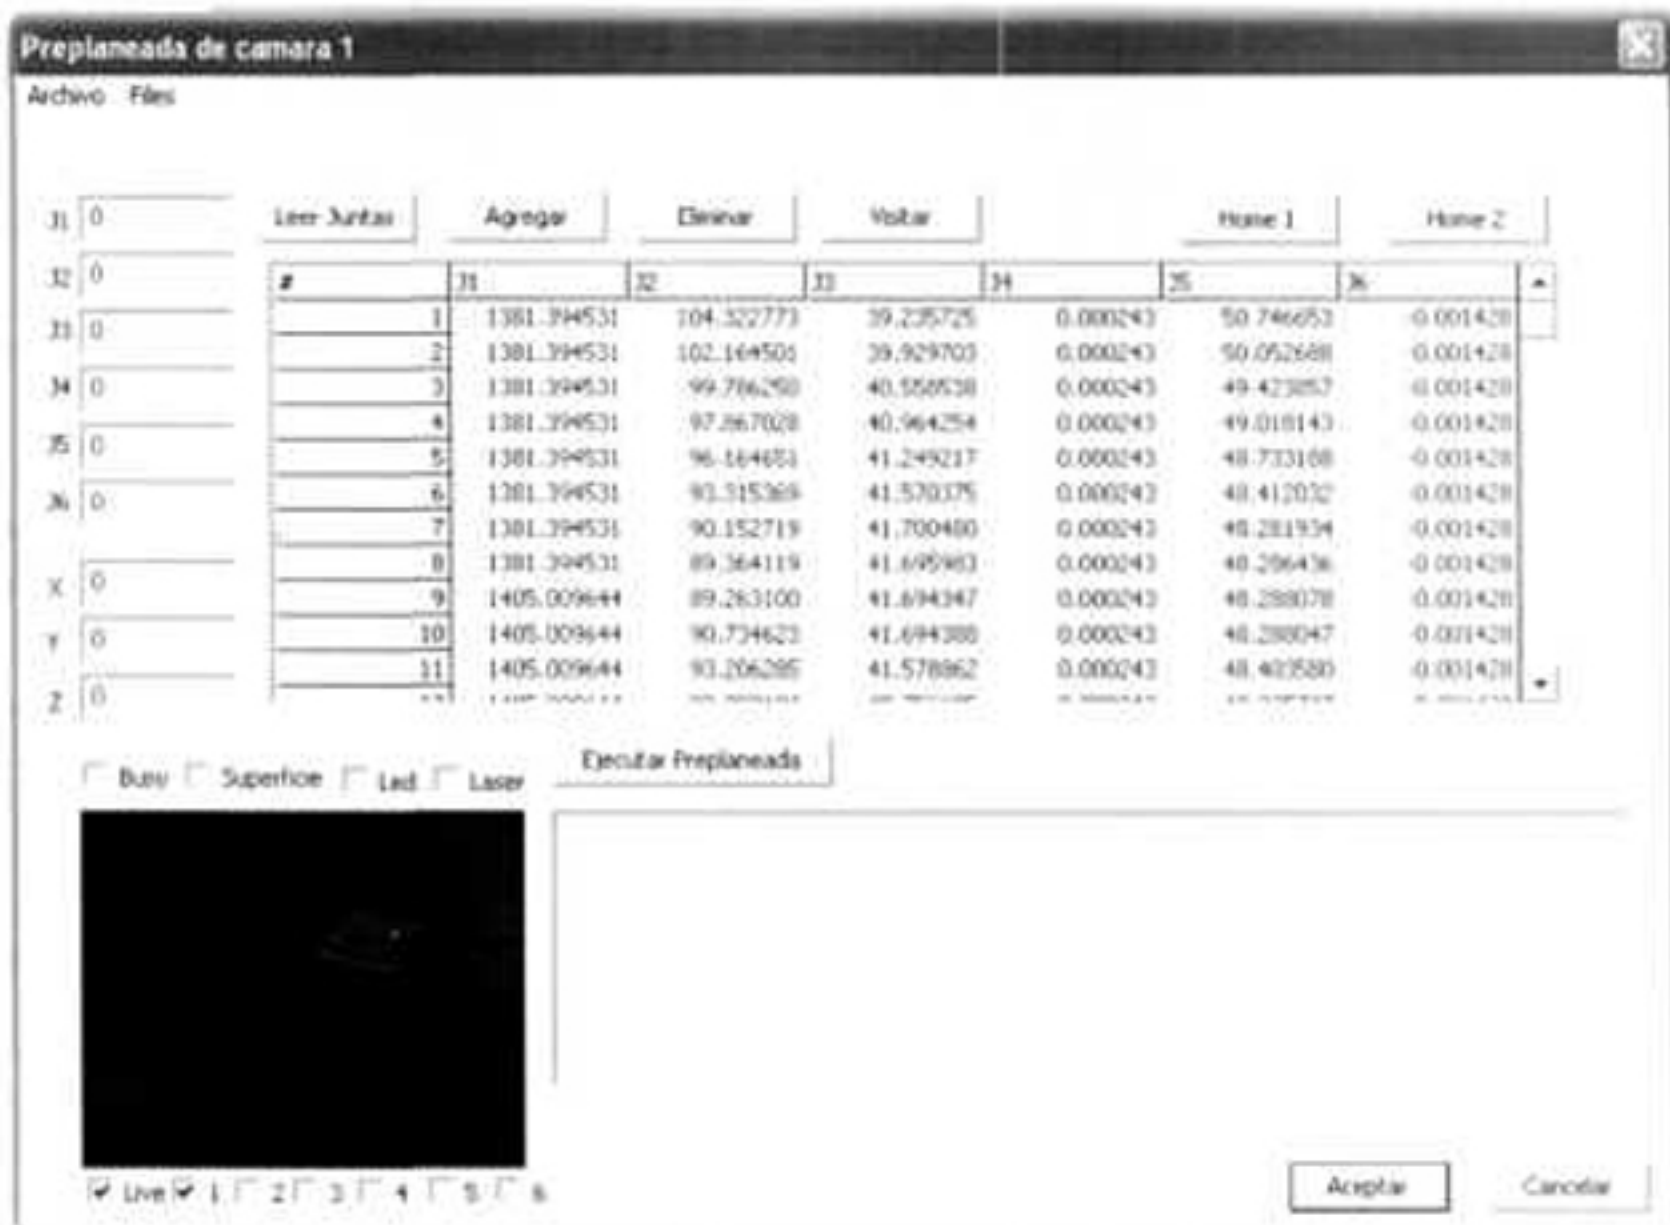 Preplaneada de camara 1
Archivo Files
J1 0
J2 0
J3 0
J4 0
J5 0
J6 0
X 0
Y 0
Z 0
Leer Juntas Agregar Eliminar Visitar Home 1 Home 2
# J1 J2 J3 J4 J5 J6
1 1381.394531 104.322773 39.235725 0.000243 50.746653 -0.001428
2 1381.394531 102.164501 39.929703 0.000243 50.052688 -0.001428
3 1381.394531 99.786250 40.558538 0.000243 49.423857 -0.001428
4 1381.394531 97.867028 40.964254 0.000243 49.018143 -0.001428
5 1381.394531 96.164651 41.249217 0.000243 48.733188 -0.001428
6 1381.394531 93.315369 41.570375 0.000243 48.412032 -0.001428
7 1381.394531 90.152719 41.700480 0.000243 48.281934 -0.001428
8 1381.394531 89.364119 41.695983 0.000243 48.286436 -0.001428
9 1405.009644 89.263100 41.694347 0.000243 48.288078 -0.001428
10 1405.009644 90.734623 41.694388 0.000243 48.288047 -0.001428
11 1405.009644 93.206285 41.578862 0.000243 48.403580 -0.001428
Busy Superficie Led Laser
Ejecutar Preplaneada
Live 1 2 3 4 5 6
Aceptar Cancelar